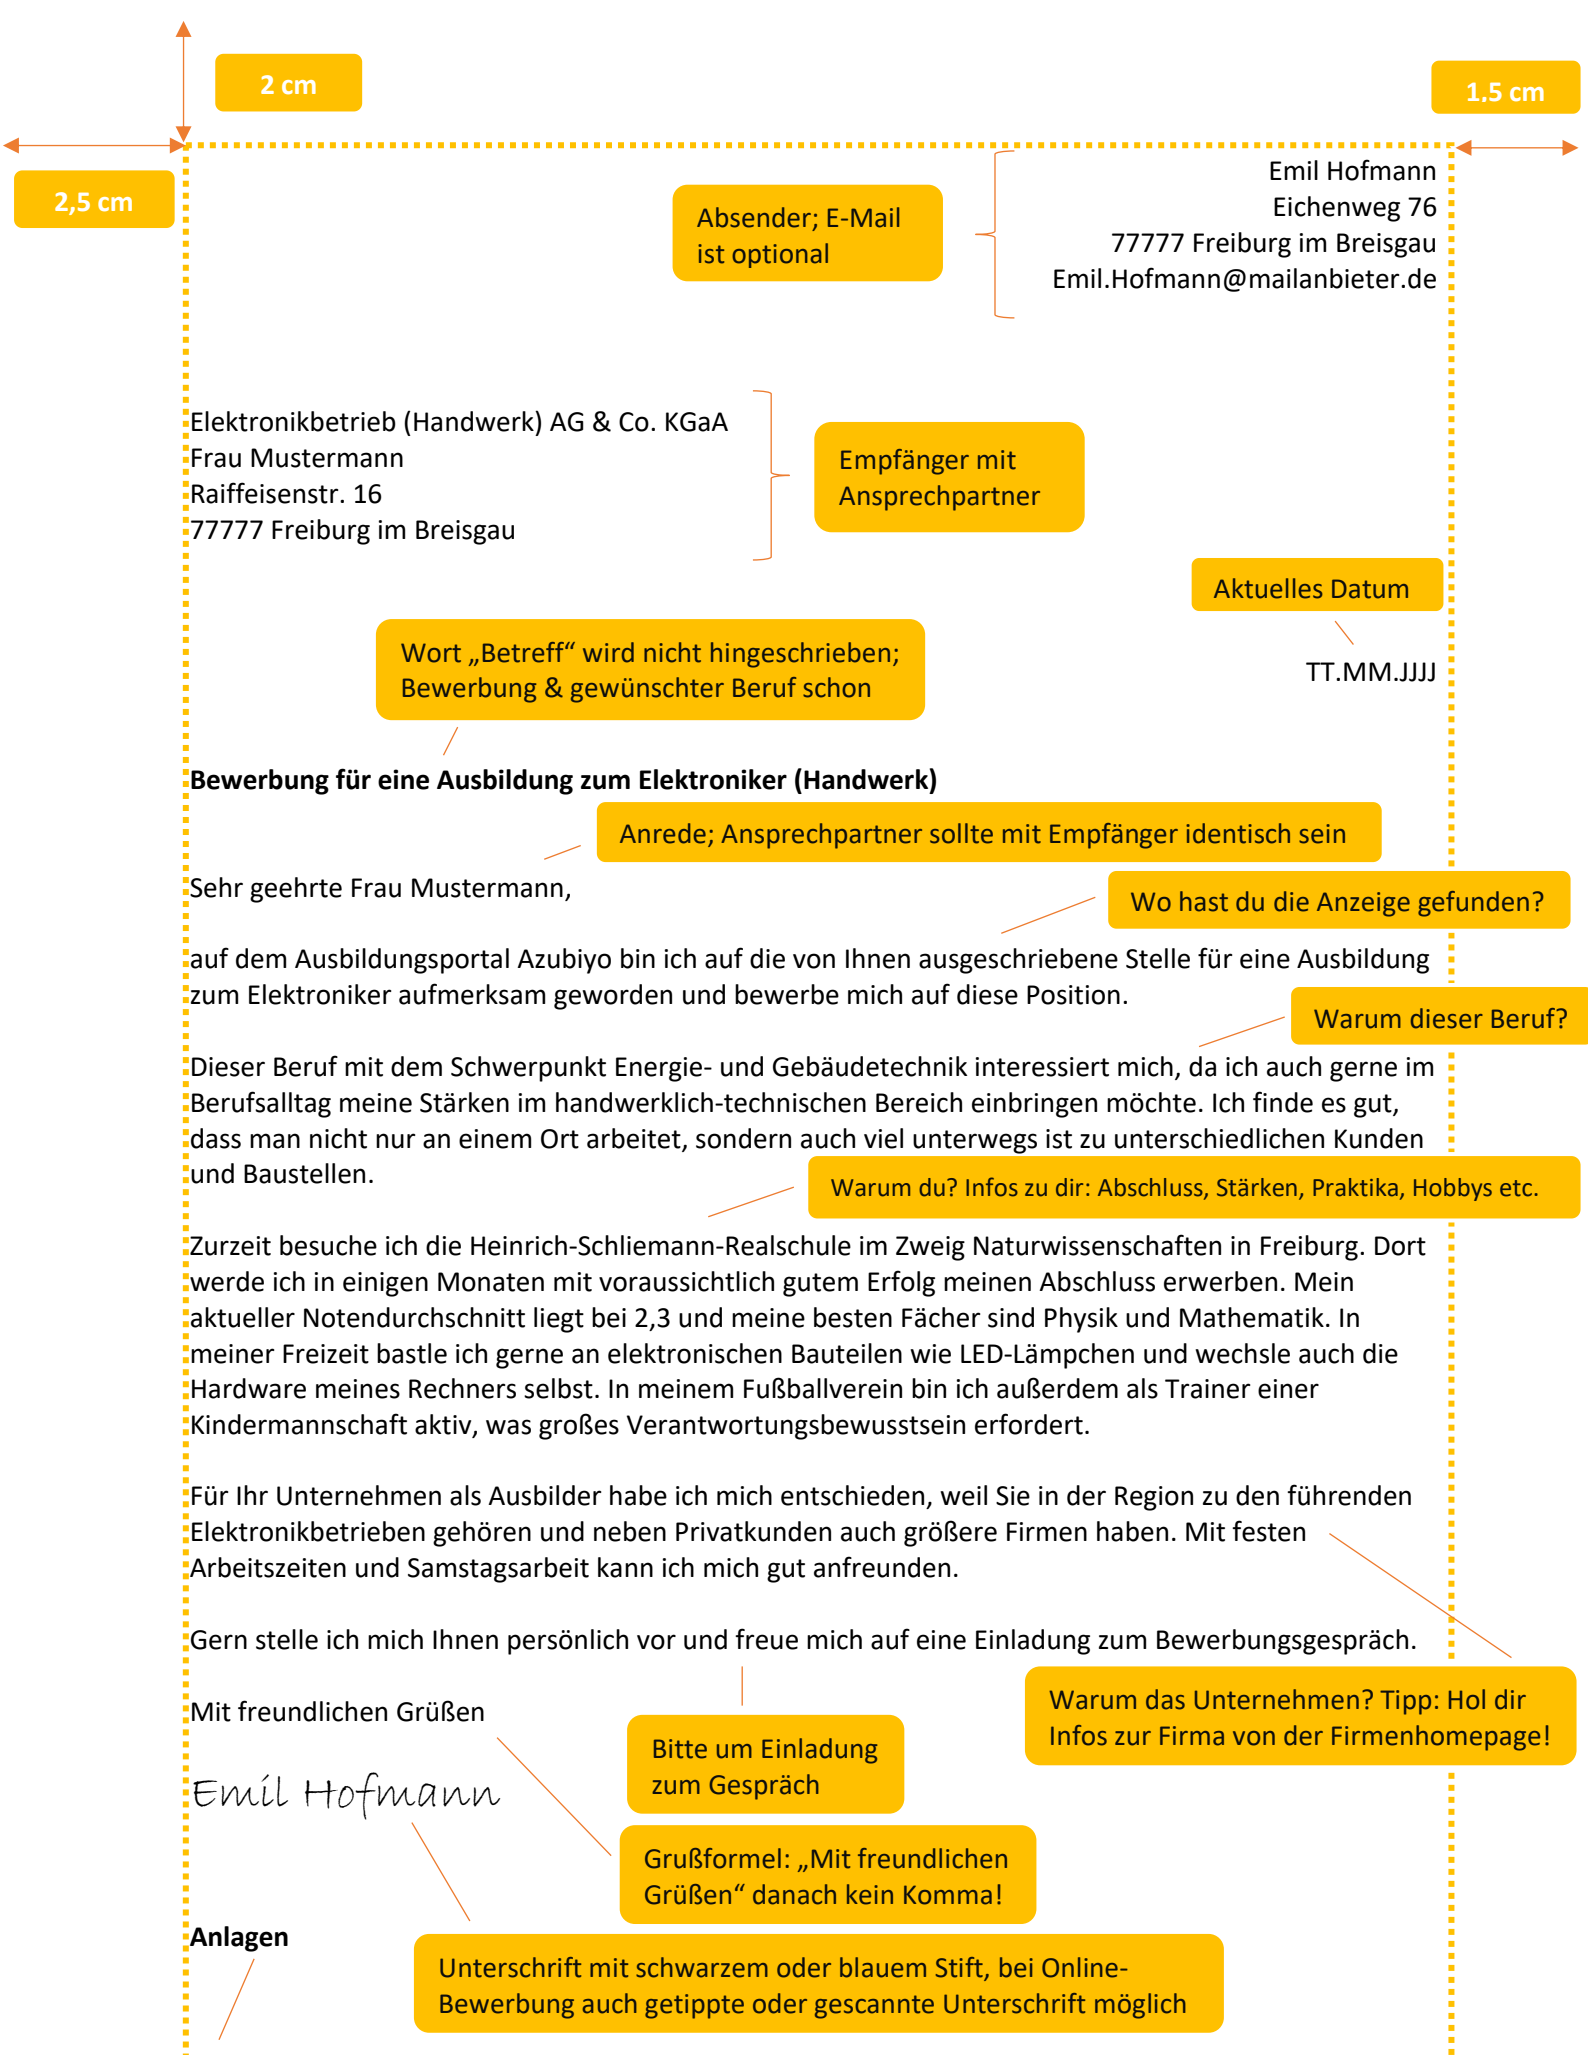 2 cm
1,5 cm
2,5 cm
Absender; E-Mail
ist optional
Emil Hofmann
Eichenweg 76
77777 Freiburg im Breisgau
Emil.Hofmann@mailanbieter.de
Elektronikbetrieb (Handwerk) AG & Co. KGaA
Frau Mustermann
Raiffeisenstr. 16
77777 Freiburg im Breisgau
Empfänger mit
Ansprechpartner
Aktuelles Datum
TT.MM.JJJJ
Wort „Betreff“ wird nicht hingeschrieben;
Bewerbung & gewünschter Beruf schon
Bewerbung für eine Ausbildung zum Elektroniker (Handwerk)
Anrede; Ansprechpartner sollte mit Empfänger identisch sein
Sehr geehrte Frau Mustermann,
Wo hast du die Anzeige gefunden?
auf dem Ausbildungsportal Azubiyo bin ich auf die von Ihnen ausgeschriebene Stelle für eine Ausbildung
zum Elektroniker aufmerksam geworden und bewerbe mich auf diese Position.
Warum dieser Beruf?
Dieser Beruf mit dem Schwerpunkt Energie- und Gebäudetechnik interessiert mich, da ich auch gerne im
Berufsalltag meine Stärken im handwerklich-technischen Bereich einbringen möchte. Ich finde es gut,
dass man nicht nur an einem Ort arbeitet, sondern auch viel unterwegs ist zu unterschiedlichen Kunden
und Baustellen.
Warum du? Infos zu dir: Abschluss, Stärken, Praktika, Hobbys etc.
Zurzeit besuche ich die Heinrich-Schliemann-Realschule im Zweig Naturwissenschaften in Freiburg. Dort
werde ich in einigen Monaten mit voraussichtlich gutem Erfolg meinen Abschluss erwerben. Mein
aktueller Notendurchschnitt liegt bei 2,3 und meine besten Fächer sind Physik und Mathematik. In
meiner Freizeit bastle ich gerne an elektronischen Bauteilen wie LED-Lämpchen und wechsle auch die
Hardware meines Rechners selbst. In meinem Fußballverein bin ich außerdem als Trainer einer
Kindermannschaft aktiv, was großes Verantwortungsbewusstsein erfordert.
Für Ihr Unternehmen als Ausbilder habe ich mich entschieden, weil Sie in der Region zu den führenden
Elektronikbetrieben gehören und neben Privatkunden auch größere Firmen haben. Mit festen
Arbeitszeiten und Samstagsarbeit kann ich mich gut anfreunden.
Gern stelle ich mich Ihnen persönlich vor und freue mich auf eine Einladung zum Bewerbungsgespräch.
Warum das Unternehmen? Tipp: Hol dir
Infos zur Firma von der Firmenhomepage!
Mit freundlichen Grüßen
Bitte um Einladung
zum Gespräch
Emil Hofmann
Grußformel: „Mit freundlichen
Grüßen“ danach kein Komma!
Anlagen
Unterschrift mit schwarzem oder blauem Stift, bei Online-
Bewerbung auch getippte oder gescannte Unterschrift möglich